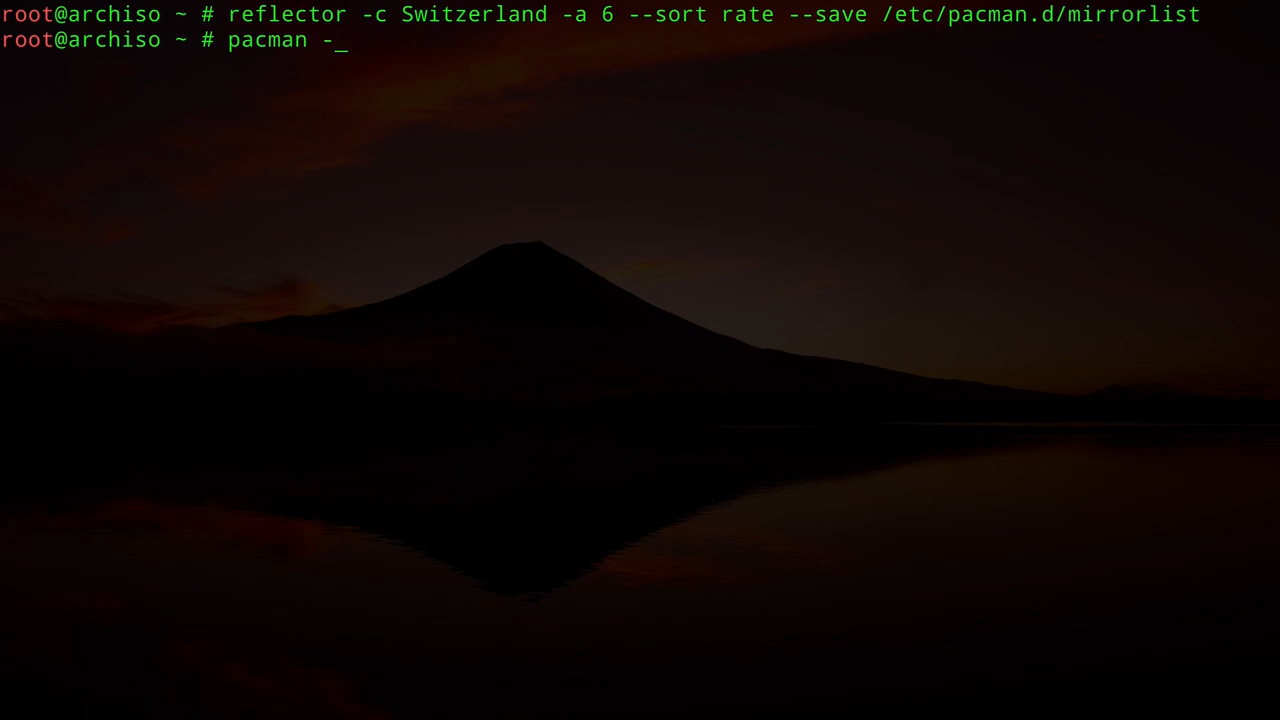 root@archiso ~ # reflector -c Switzerland -a 6 --sort rate --save /etc/pacman.d/mirrorlist
root@archiso ~ # pacman -_